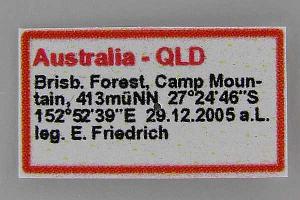 Australia - QLD
Brisb. Forest, Camp Moun-
tain, 413müNN 27°24'46"S
152°52'39"E 29.12.2005 a.L.
leg. E. Friedrich